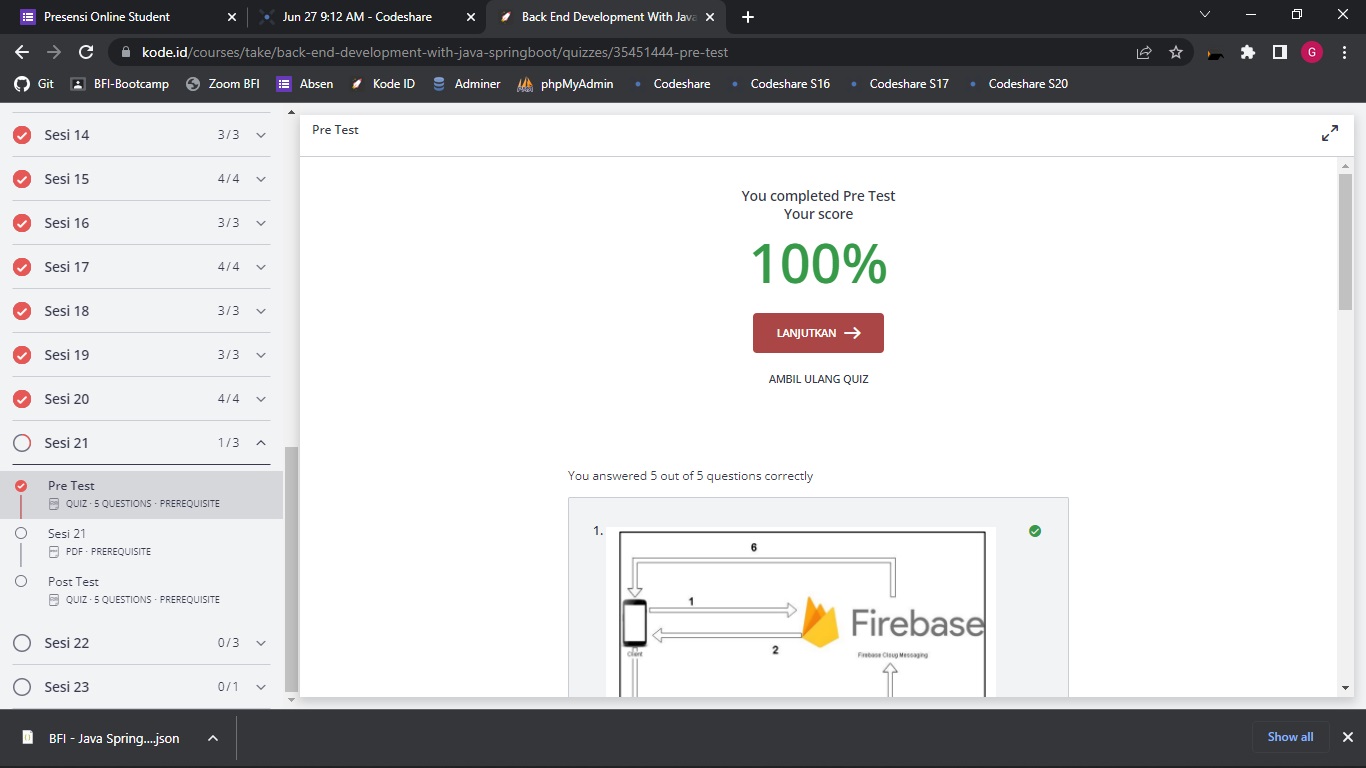 Presensi Online Student
Jun 27 9:12 AM - Codeshare
Back End Development With Java
kode.id/courses/take/back-end-development-with-java-springboot/quizzes/35451444-pre-test
G
Git
BFI-Bootcamp
Zoom BFI
Absen
Kode ID
Adminer
phpMyAdmin
Codeshare
Codeshare S16
Codeshare S17
Codeshare S20
Sesi 14 3/3
Sesi 15 4/4
Sesi 16 3/3
Sesi 17 4/4
Sesi 18 3/3
Sesi 19 3/3
Sesi 20 4/4
Sesi 21 1/3
Pre Test
QUIZ · 5 QUESTIONS · PREREQUISITE
Sesi 21
PDF · PREREQUISITE
Post Test
QUIZ · 5 QUESTIONS · PREREQUISITE
Sesi 22 0/3
Sesi 23 0/1
Pre Test
You completed Pre Test
Your score
100%
LANJUTKAN
AMBIL ULANG QUIZ
You answered 5 out of 5 questions correctly
1.
6
1
2
Firebase
Client
Firebase Cloug Messaging
BFI - Java Spring....json
Show all